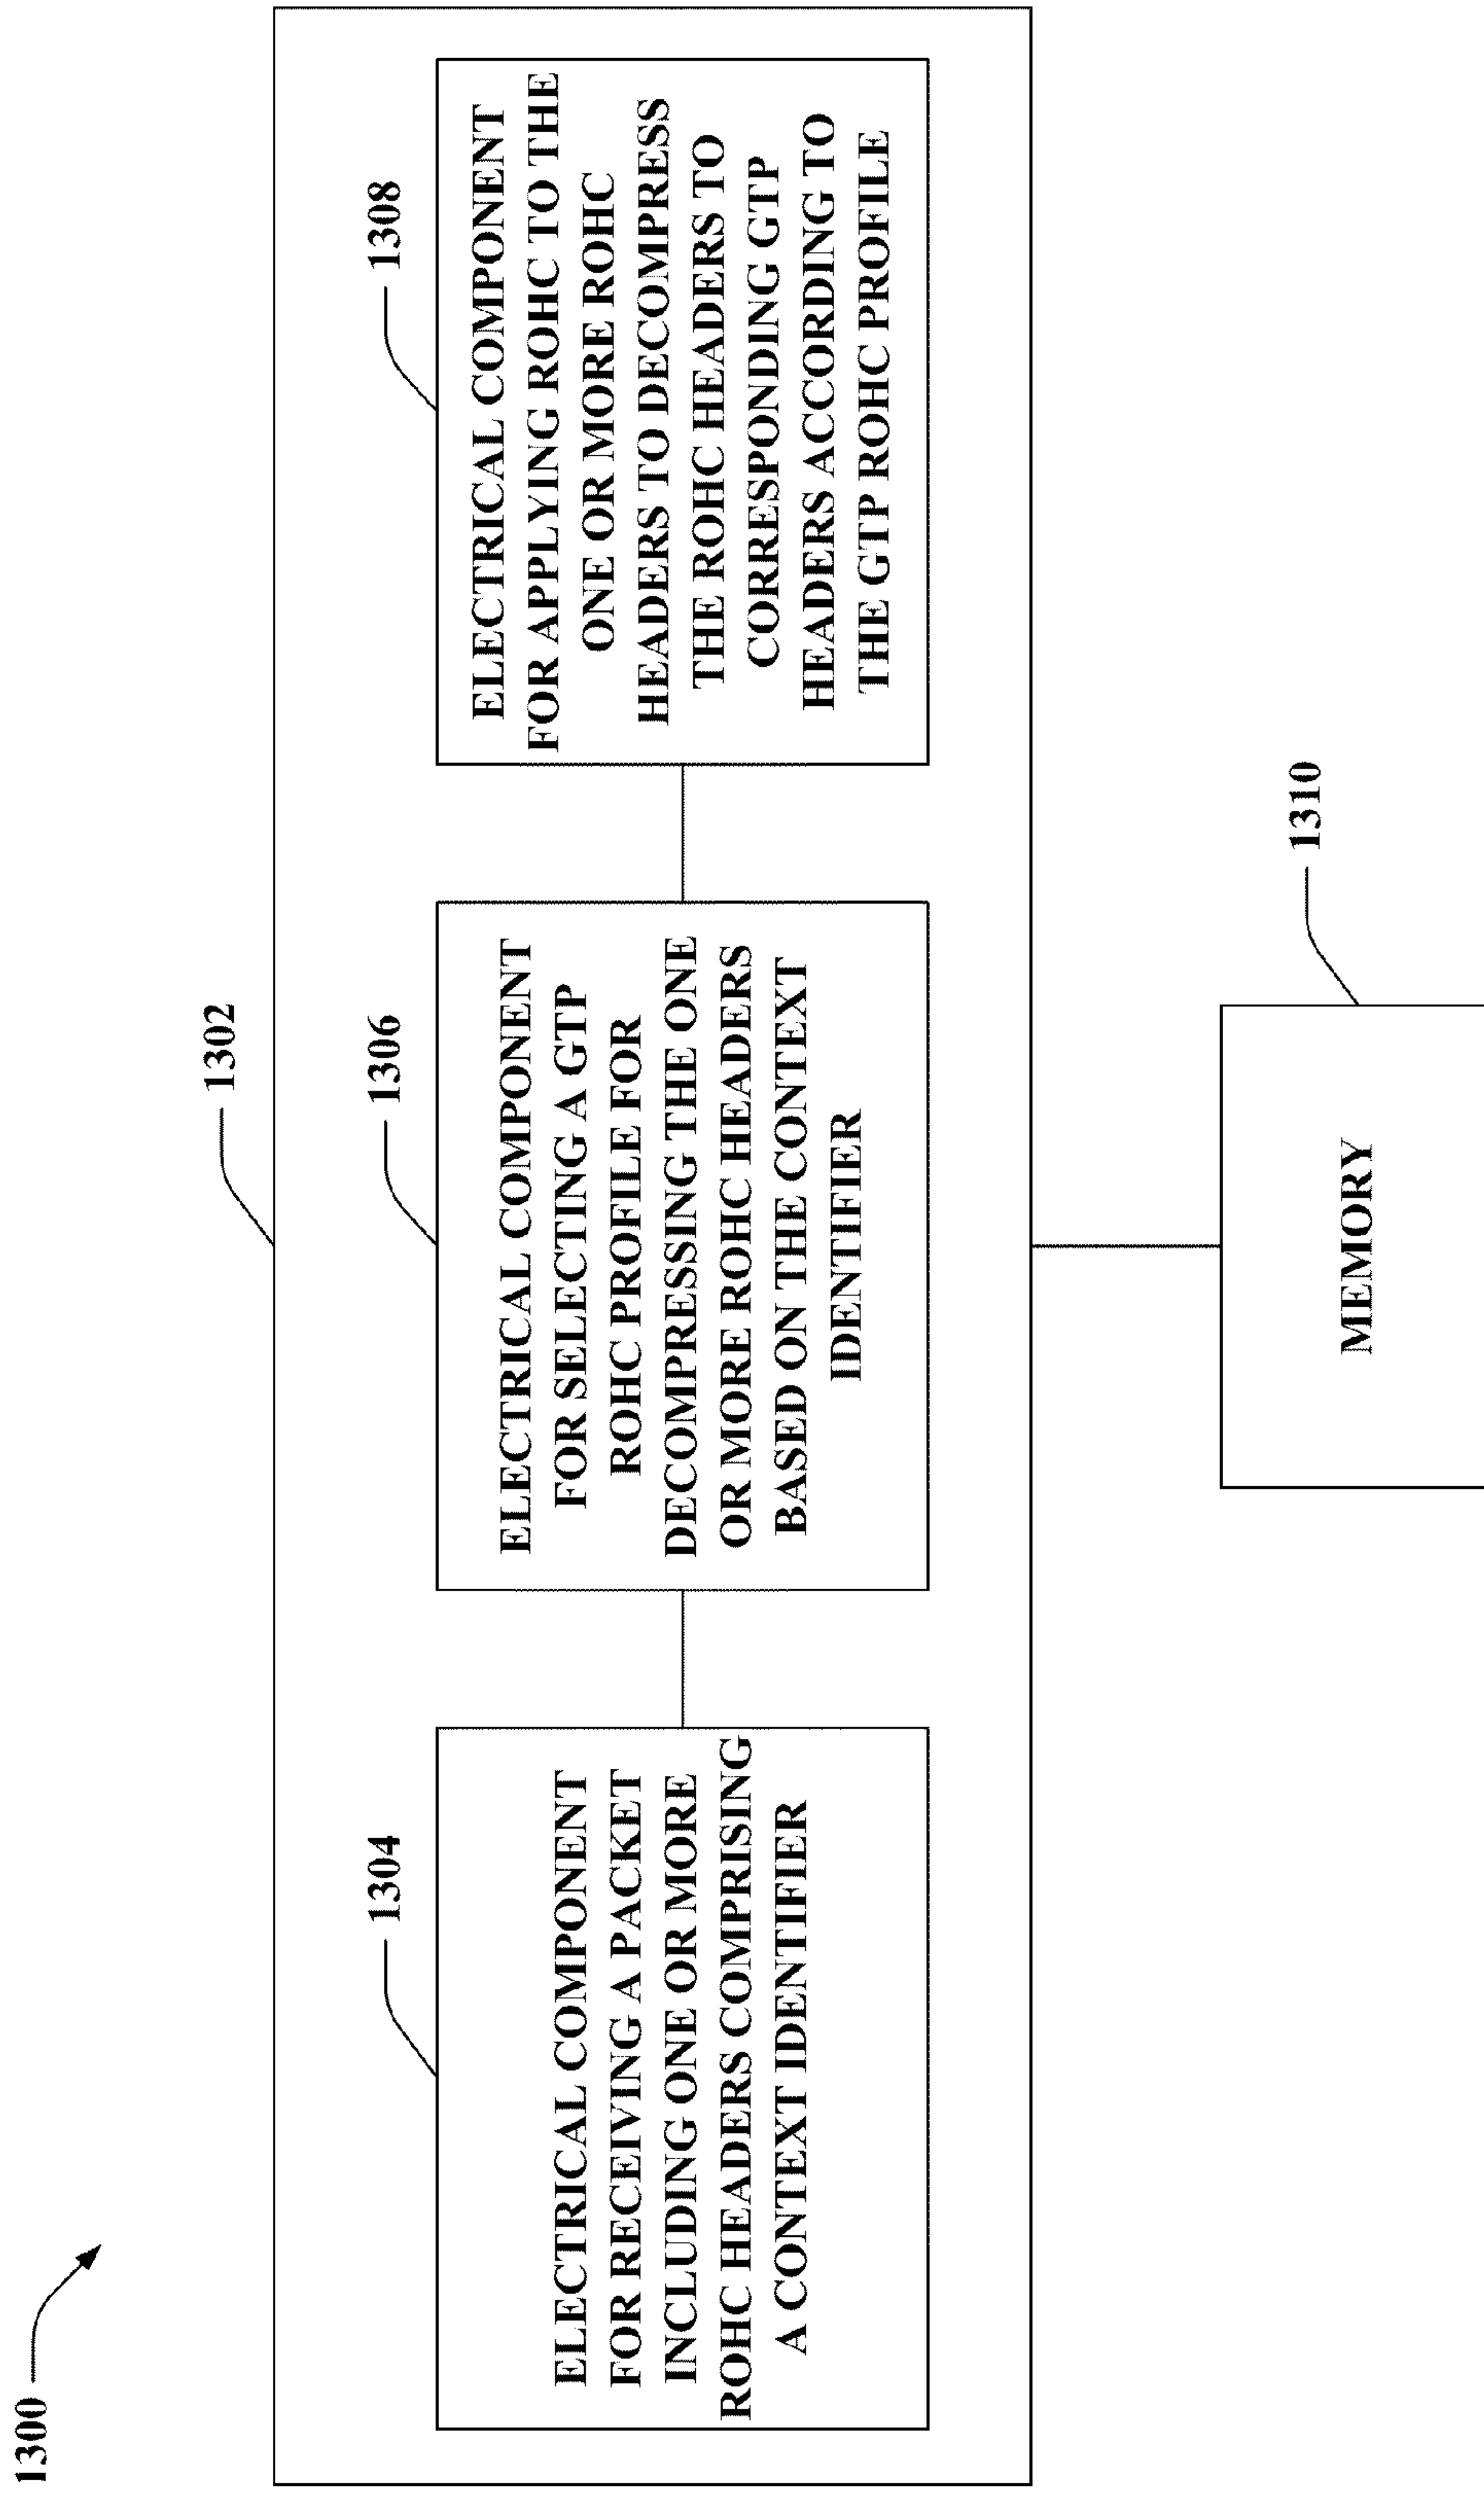 1300
1302
1304
ELECTRICAL COMPONENT
FOR RECEIVING A PACKET
INCLUDING ONE OR MORE
ROHC HEADERS COMPRISING
A CONTEXT IDENTIFIER
1306
ELECTRICAL COMPONENT
FOR SELECTING A GTP
ROHC PROFILE FOR
DECOMPRESSING THE ONE
OR MORE ROHC HEADERS
BASED ON THE CONTEXT
IDENTIFIER
1308
ELECTRICAL COMPONENT
FOR APPLYING ROHC TO THE
ONE OR MORE ROHC
HEADERS TO DECOMPRESS
THE ROHC HEADERS TO
CORRESPONDING GTP
HEADERS ACCORDING TO
THE GTP ROHC PROFILE
1310
MEMORY